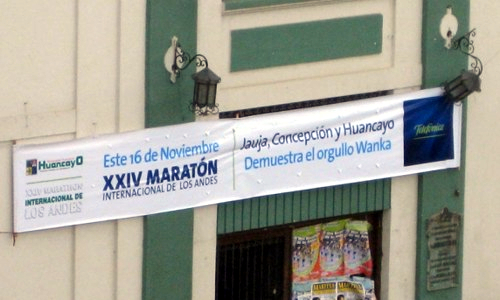 HuancayO
XXIV MARATHON
INTERNACIONAL DE
LOS ANDES
Este 16 de Noviembre
XXIV MARATÓN
INTERNACIONAL DE LOS ANDES
Jauja, Concepción y Huancayo
Demuestra el orgullo Wanka
Telefónica